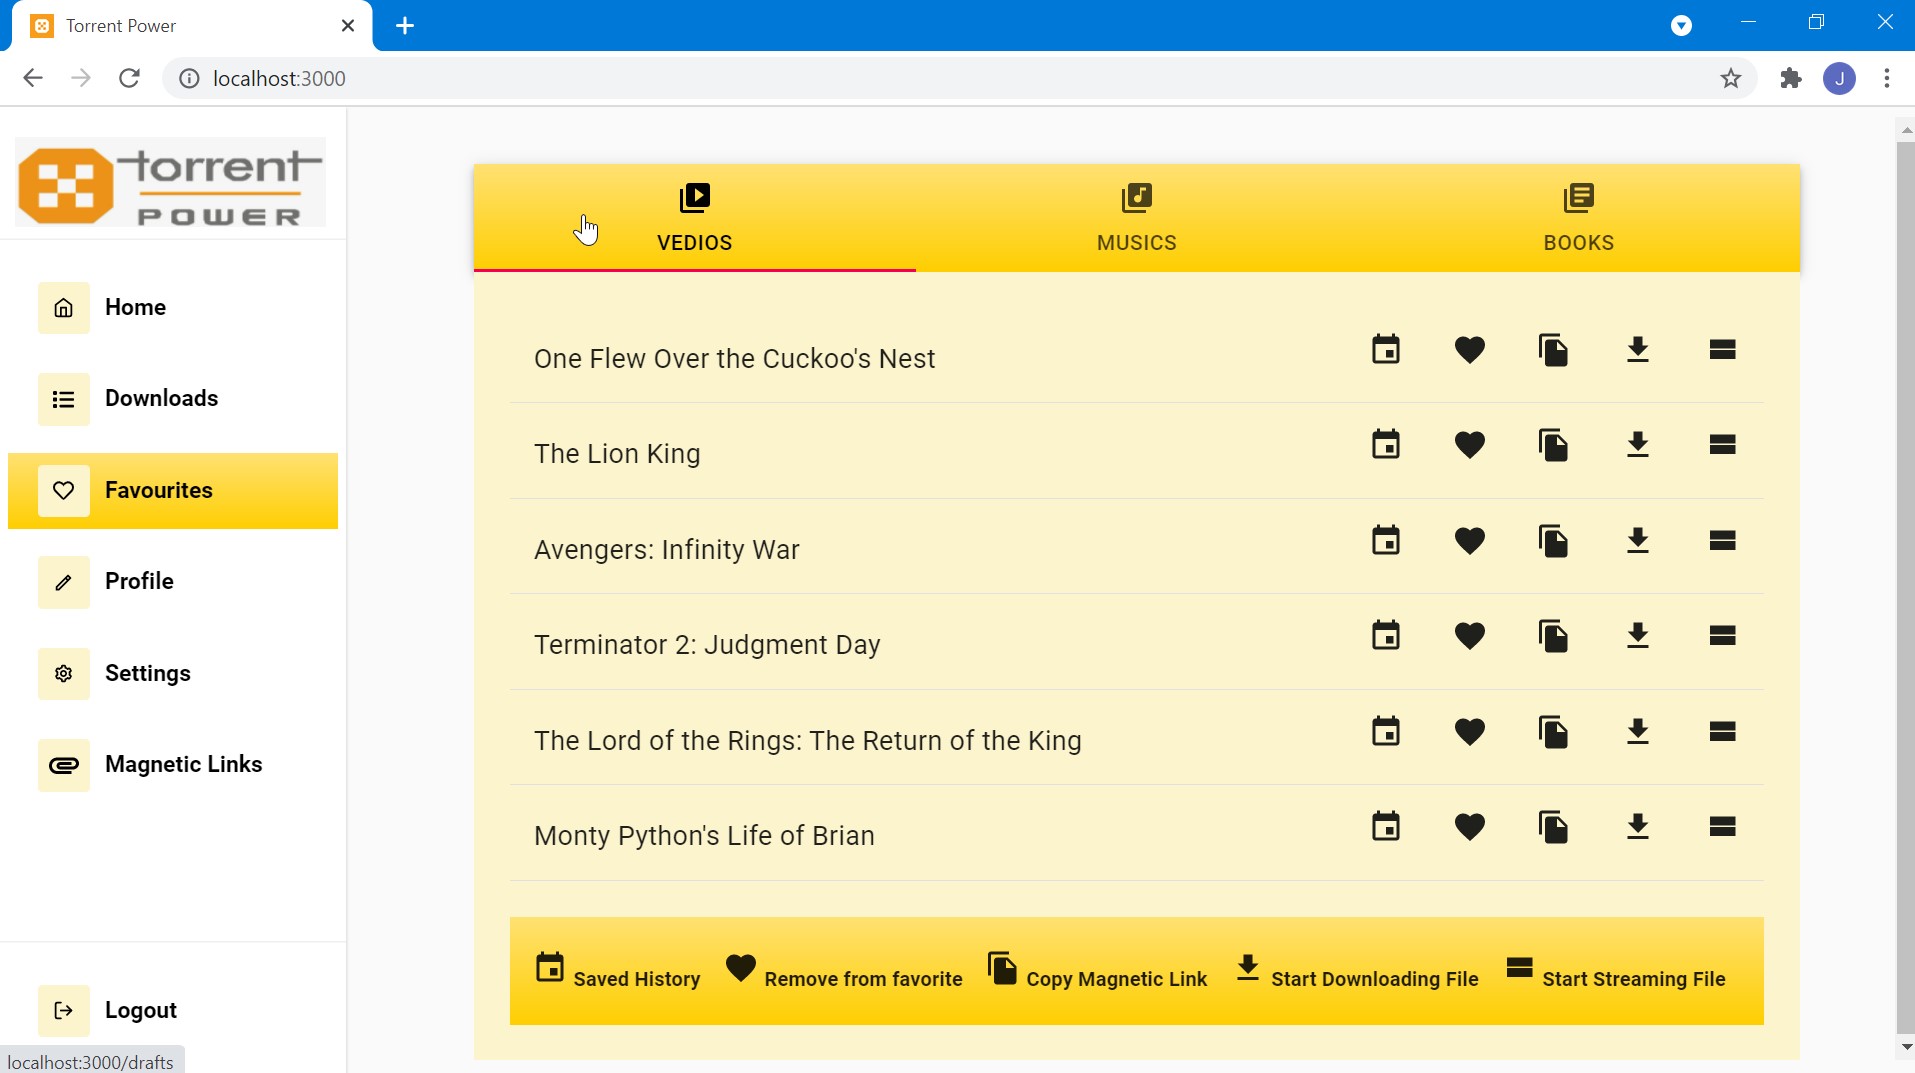 Torrent Power
localhost:3000
J
torrent
POWER
VEDIOS
MUSICS
BOOKS
Home
Downloads
Favourites
Profile
Settings
Magnetic Links
Logout
One Flew Over the Cuckoo's Nest
The Lion King
Avengers: Infinity War
Terminator 2: Judgment Day
The Lord of the Rings: The Return of the King
Monty Python's Life of Brian
Saved History
Remove from favorite
Copy Magnetic Link
Start Downloading File
Start Streaming File
localhost:3000/drafts